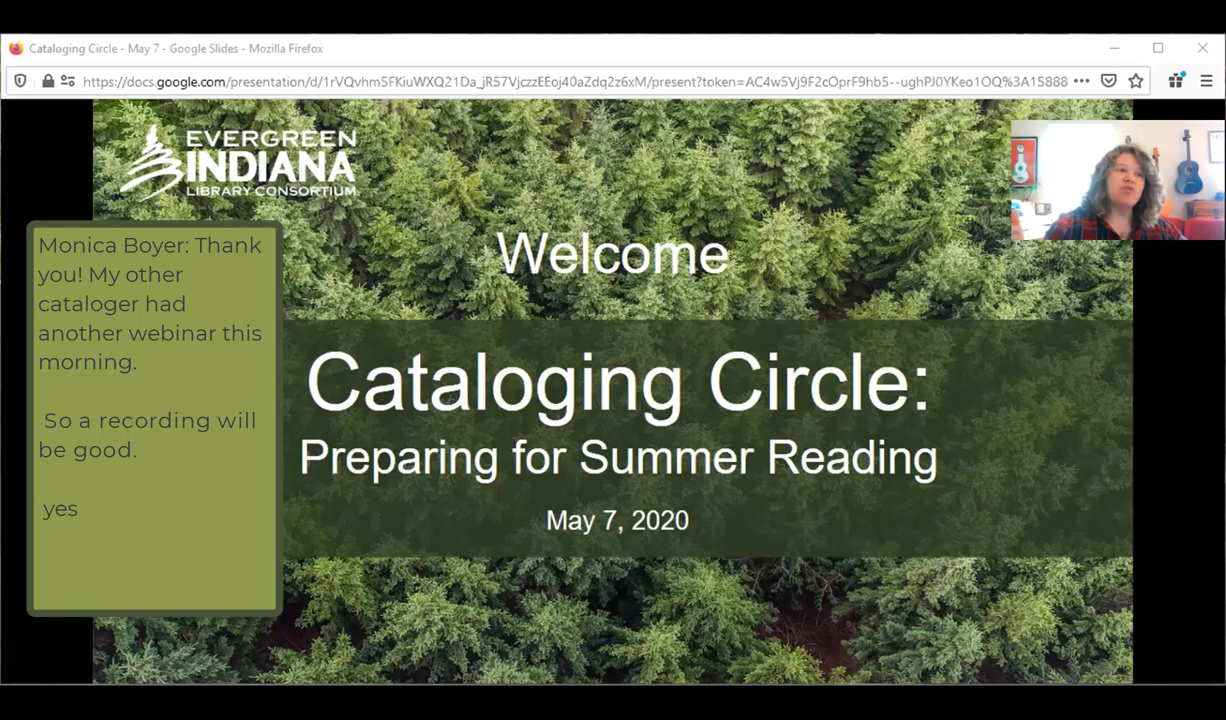 Cataloging Circle - May 7 - Google Slides - Mozilla Firefox
https://docs.google.com/presentation/d/1rVQvhm5FKiuWXQ21Da_jR57VjczzEEoj40aZdq2z6xM/present?token=AC4w5Vj9F2cOprF9hb5--ughPJ0YKeo1OQ%3A15888
EVERGREEN
INDIANA
LIBRARY CONSORTIUM
Monica Boyer: Thank
you! My other
cataloger had
another webinar this
morning.
So a recording will
be good.
yes
Welcome
Cataloging Circle:
Preparing for Summer Reading
May 7, 2020